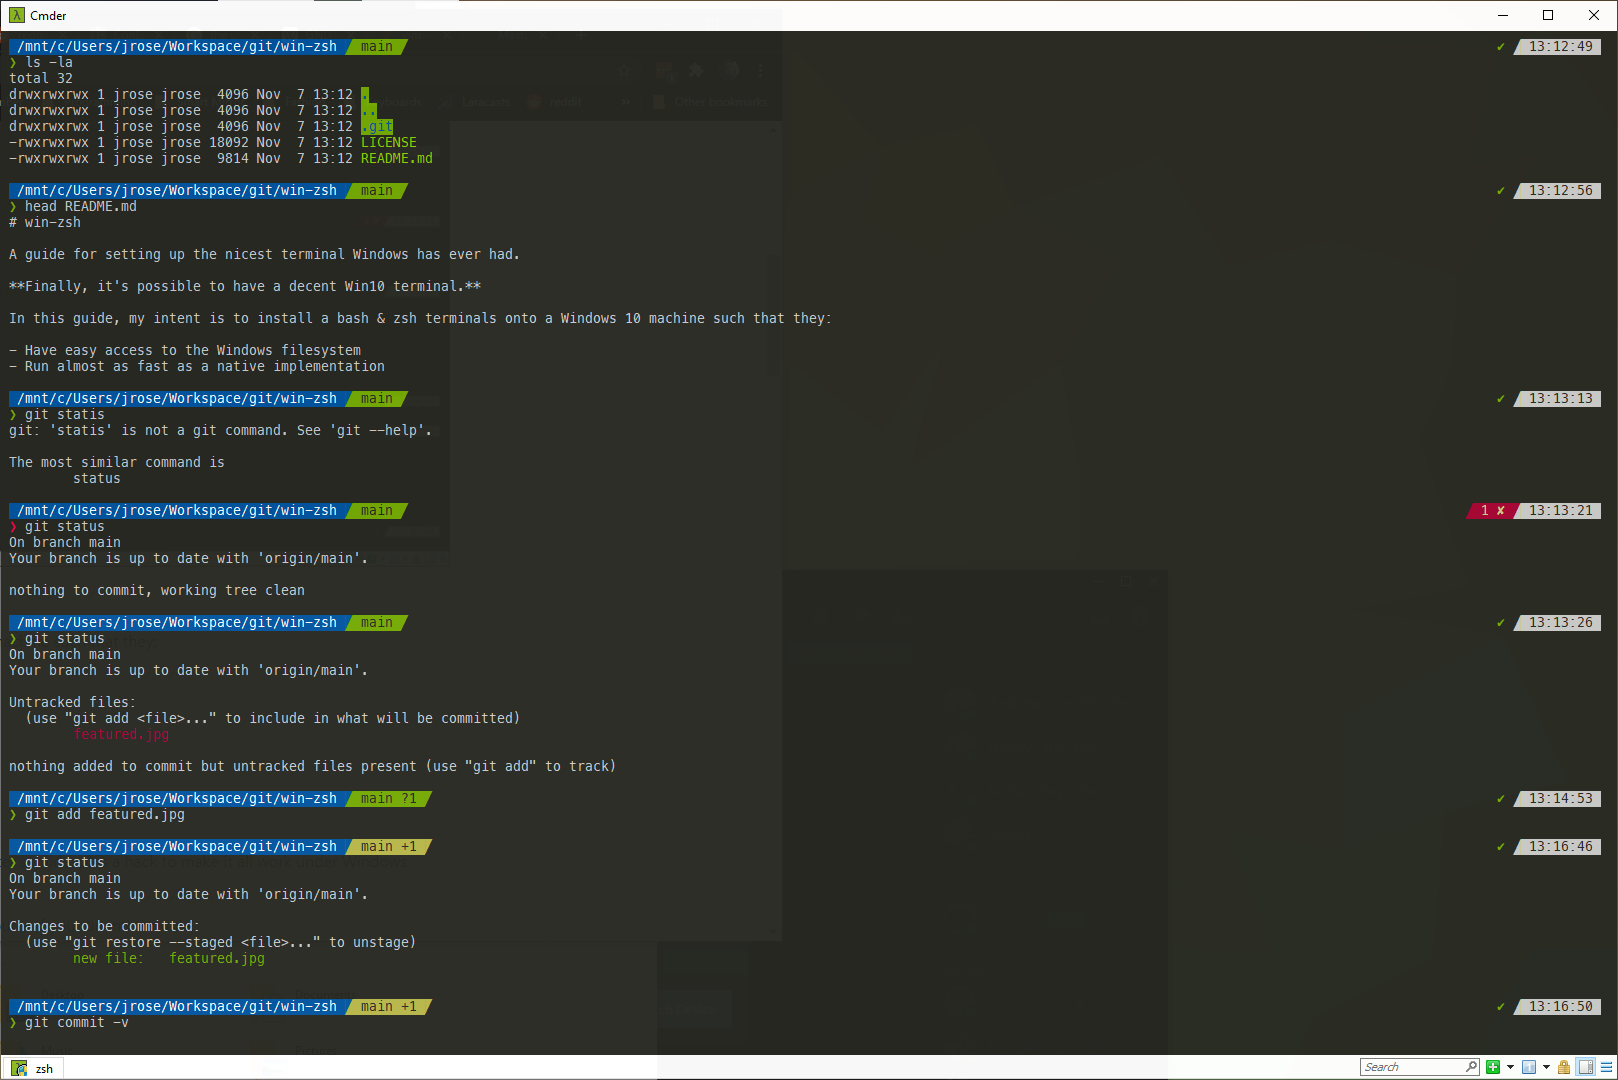 Cmder
/mnt/c/Users/jrose/Workspace/git/win-zsh main ✔ 13:12:49
❯ ls -la
total 32
drwxrwxrwx 1 jrose jrose  4096 Nov  7 13:12 .
drwxrwxrwx 1 jrose jrose  4096 Nov  7 13:12 ..
drwxrwxrwx 1 jrose jrose  4096 Nov  7 13:12 .git
-rwxrwxrwx 1 jrose jrose 18092 Nov  7 13:12 LICENSE
-rwxrwxrwx 1 jrose jrose  9814 Nov  7 13:12 README.md
/mnt/c/Users/jrose/Workspace/git/win-zsh main ✔ 13:12:56
❯ head README.md
# win-zsh
A guide for setting up the nicest terminal Windows has ever had.
**Finally, it's possible to have a decent Win10 terminal.**
In this guide, my intent is to install a bash & zsh terminals onto a Windows 10 machine such that they:
- Have easy access to the Windows filesystem
- Run almost as fast as a native implementation
/mnt/c/Users/jrose/Workspace/git/win-zsh main ✔ 13:13:13
❯ git statis
git: 'statis' is not a git command. See 'git --help'.
The most similar command is
status
/mnt/c/Users/jrose/Workspace/git/win-zsh main 1 ✘ 13:13:21
❯ git status
On branch main
Your branch is up to date with 'origin/main'.
nothing to commit, working tree clean
/mnt/c/Users/jrose/Workspace/git/win-zsh main ✔ 13:13:26
❯ git status
On branch main
Your branch is up to date with 'origin/main'.
Untracked files:
(use "git add <file>..." to include in what will be committed)
featured.jpg
nothing added to commit but untracked files present (use "git add" to track)
/mnt/c/Users/jrose/Workspace/git/win-zsh main ?1 ✔ 13:14:53
❯ git add featured.jpg
/mnt/c/Users/jrose/Workspace/git/win-zsh main +1 ✔ 13:16:46
❯ git status
On branch main
Your branch is up to date with 'origin/main'.
Changes to be committed:
(use "git restore --staged <file>..." to unstage)
new file:   featured.jpg
/mnt/c/Users/jrose/Workspace/git/win-zsh main +1 ✔ 13:16:50
❯ git commit -v
zsh Search